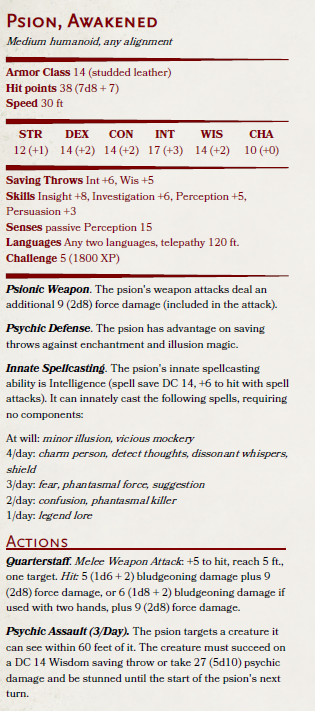 Psion, Awakened
Medium humanoid, any alignment
Armor Class 14 (studded leather)
Hit points 38 (7d8 + 7)
Speed 30 ft
STR DEX CON INT WIS CHA
12 (+1) 14 (+2) 14 (+2) 17 (+3) 14 (+2) 10 (+0)
Saving Throws Int +6, Wis +5
Skills Insight +8, Investigation +6, Perception +5,
Persuasion +3
Senses passive Perception 15
Languages Any two languages, telepathy 120 ft.
Challenge 5 (1800 XP)
Psionic Weapon. The psion's weapon attacks deal an
additional 9 (2d8) force damage (included in the attack).
Psychic Defense. The psion has advantage on saving
throws against enchantment and illusion magic.
Innate Spellcasting. The psion's innate spellcasting
ability is Intelligence (spell save DC 14, +6 to hit with spell
attacks). It can innately cast the following spells, requiring
no components:
At will: minor illusion, vicious mockery
4/day: charm person, detect thoughts, dissonant whispers,
shield
3/day: fear, phantasmal force, suggestion
2/day: confusion, phantasmal killer
1/day: legend lore
Actions
Quarterstaff. Melee Weapon Attack: +5 to hit, reach 5 ft.,
one target. Hit: 5 (1d6 + 2) bludgeoning damage plus 9
(2d8) force damage, or 6 (1d8 + 2) bludgeoning damage if
used with two hands, plus 9 (2d8) force damage.
Psychic Assault (3/Day). The psion targets a creature it
can see within 60 feet of it. The creature must succeed on
a DC 14 Wisdom saving throw or take 27 (5d10) psychic
damage and be stunned until the start of the psion's next
turn.